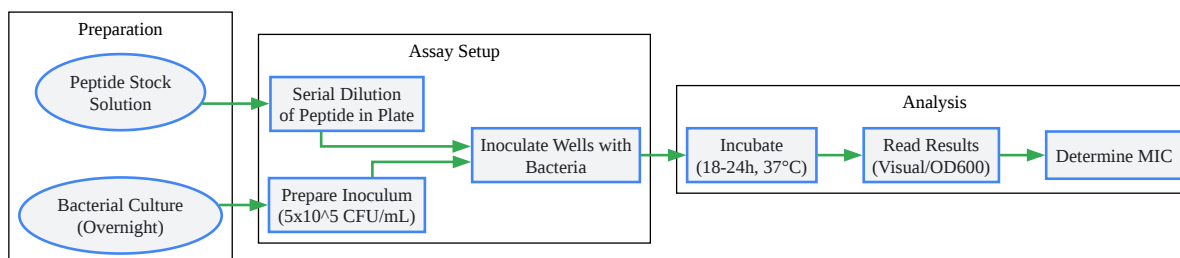 Preparation
Peptide Stock
Solution
Bacterial Culture
(Overnight)
Assay Setup
Serial Dilution
of Peptide in Plate
Prepare Inoculum
(5x10^5 CFU/mL)
Inoculate Wells with
Bacteria
Analysis
Incubate
(18-24h, 37°C)
Read Results
(Visual/OD600)
Determine MIC